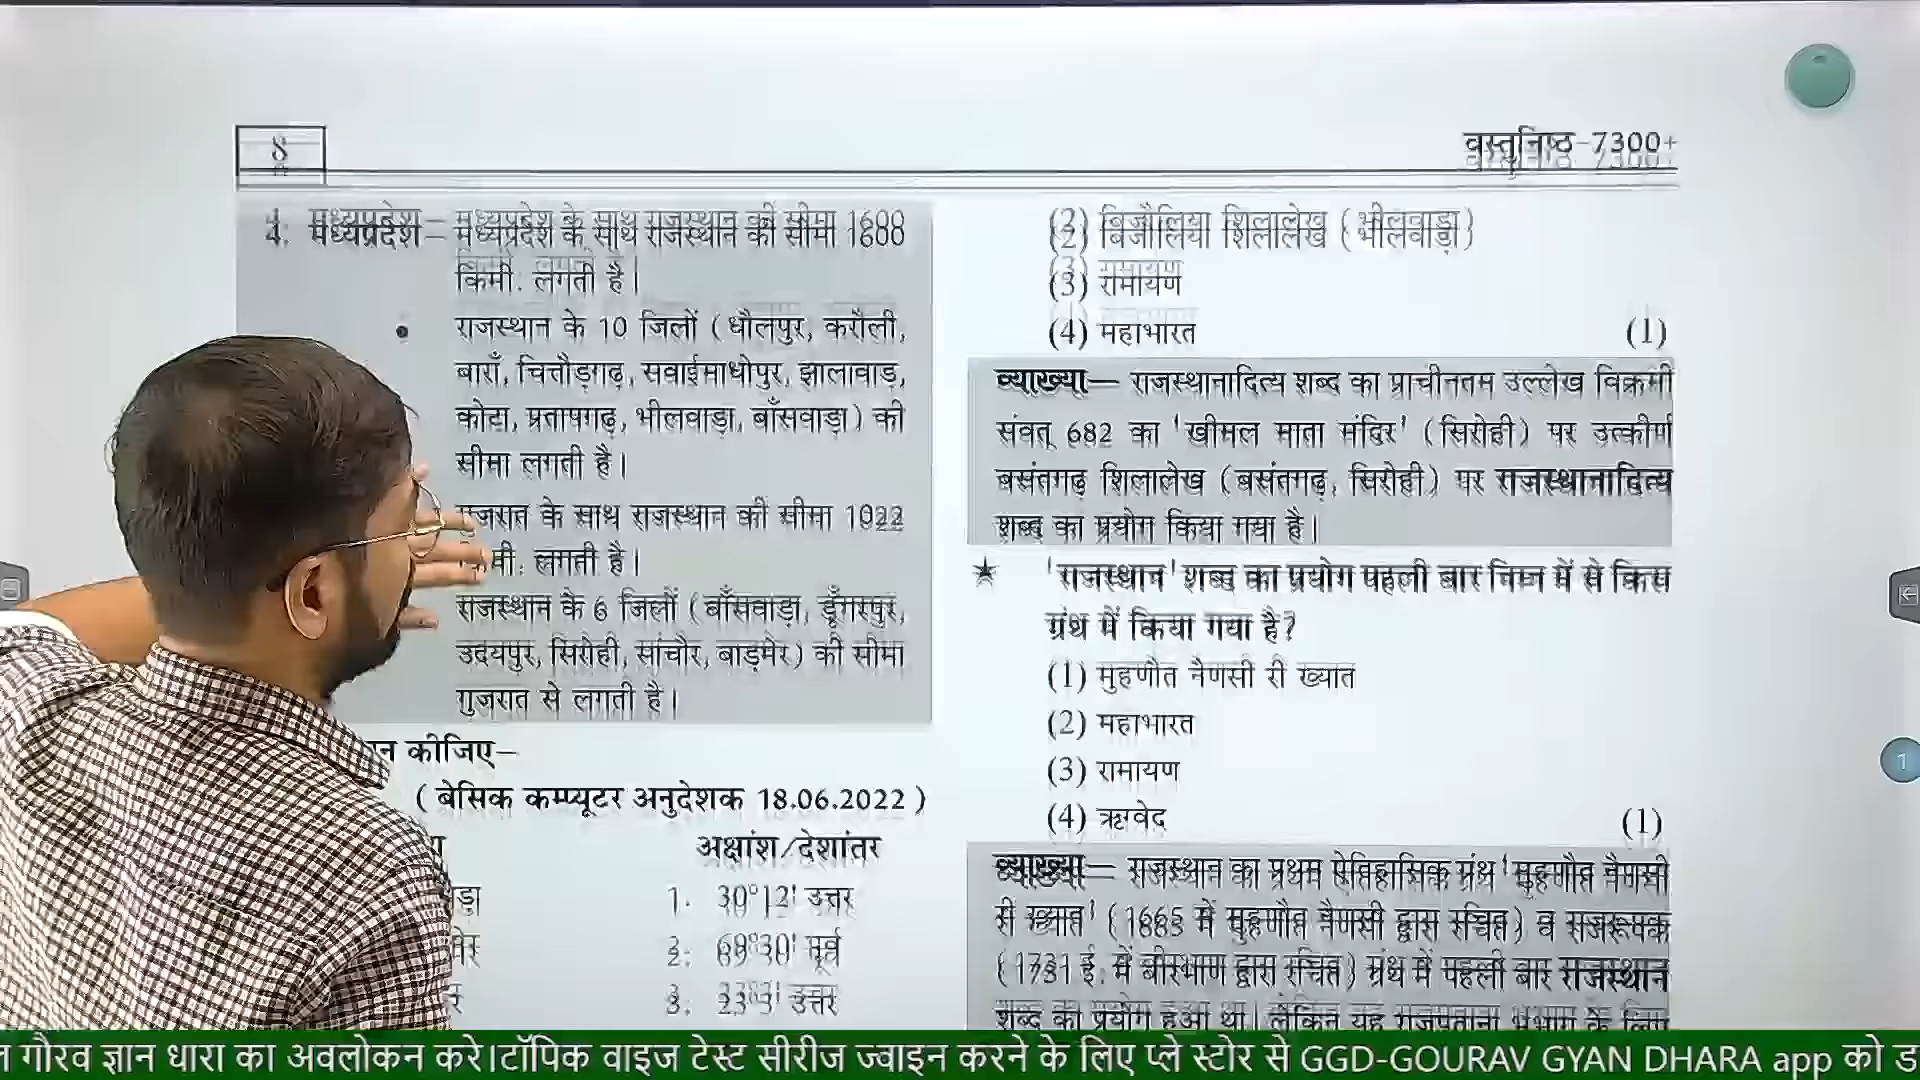 8
वस्तुनिष्ठ-7300+
4. मध्यप्रदेश– मध्यप्रदेश के साथ राजस्थान की सीमा 1600
किमी. लगती है।
• राजस्थान के 10 जिलों (धौलपुर, करौली,
बाराँ, चित्तौड़गढ़, सवाईमाधोपुर, झालावाड़,
कोटा, प्रतापगढ़, भीलवाड़ा, बाँसवाड़ा) की
सीमा लगती है।
गुजरात के साथ राजस्थान की सीमा 1022
मी. लगती है।
राजस्थान के 6 जिलों (बाँसवाड़ा, डूँगरपुर,
उदयपुर, सिरोही, सांचौर, बाड़मेर) की सीमा
गुजरात से लगती है।
कीजिए–
(बेसिक कम्प्यूटर अनुदेशक 18.06.2022)
अक्षांश/देशांतर
1. 30°12' उत्तर
2. 69°30' पूर्व
3. 23°3' उत्तर
(2) बिजौलिया शिलालेख (भीलवाड़ा)
(3) रामायण
(4) महाभारत (1)
व्याख्या— राजस्थानादित्य शब्द का प्राचीनतम उल्लेख विक्रमी
संवत् 682 का 'खीमल माता मंदिर' (सिरोही) पर उत्कीर्ण
बसंतगढ़ शिलालेख (बसंतगढ़, सिरोही) पर राजस्थानादित्य
शब्द का प्रयोग किया गया है।
★ 'राजस्थान' शब्द का प्रयोग पहली बार निम्न में से किस
ग्रंथ में किया गया है?
(1) मुहणौत नैणसी री ख्यात
(2) महाभारत
(3) रामायण
(4) ऋग्वेद (1)
व्याख्या— राजस्थान का प्रथम ऐतिहासिक ग्रंथ 'मुहणौत नैणसी
री ख्यात' (1665 में मुहणौत नैणसी द्वारा रचित) व राजरूपक
(1731 ई. में वीरभाण द्वारा रचित) ग्रंथ में पहली बार राजस्थान
शब्द का प्रयोग हुआ था। लेकिन यह राजपूताना भूभाग के लिए
गौरव ज्ञान धारा का अवलोकन करे।टॉपिक वाइज टेस्ट सीरीज ज्वाइन करने के लिए प्ले स्टोर से GGD-GOURAV GYAN DHARA app को
1